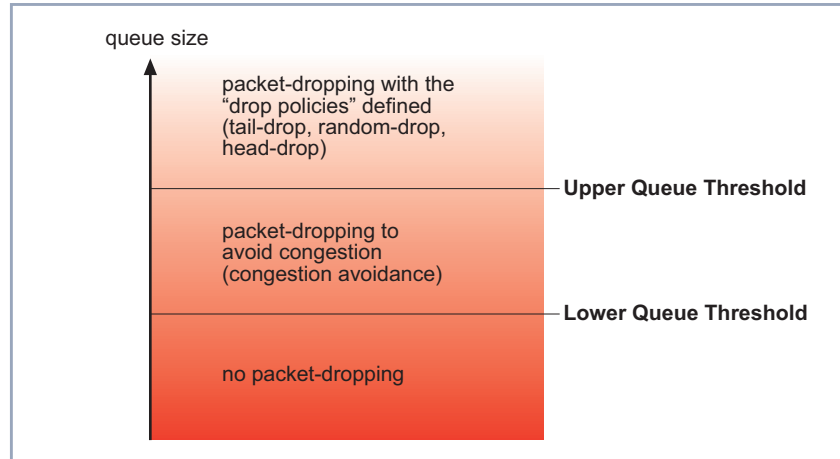 queue size
packet-dropping with the
“drop policies” defined
(tail-drop, random-drop,
head-drop)
Upper Queue Threshold
packet-dropping to
avoid congestion
(congestion avoidance)
Lower Queue Threshold
no packet-dropping